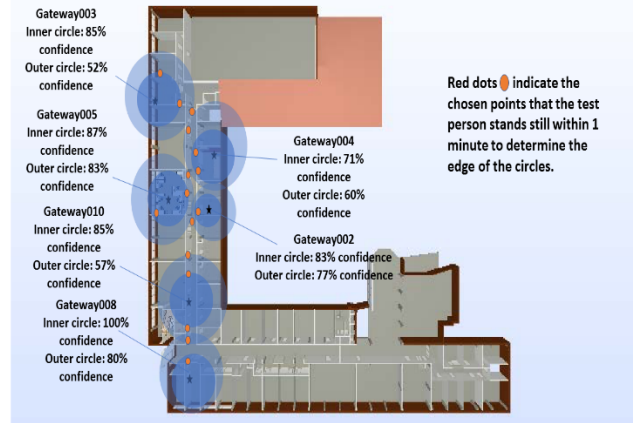 Gateway003
Inner circle: 85%
confidence
Outer circle: 52%
confidence
Gateway005
Inner circle: 87%
confidence
Outer circle: 83%
confidence
Gateway010
Inner circle: 85%
confidence
Outer circle: 57%
confidence
Gateway008
Inner circle: 100%
confidence
Outer circle: 80%
confidence
Gateway004
Inner circle: 71%
confidence
Outer circle: 60%
confidence
Gateway002
Inner circle: 83% confidence
Outer circle: 77% confidence
Red dots indicate the
chosen points that the test
person stands still within 1
minute to determine the
edge of the circles.